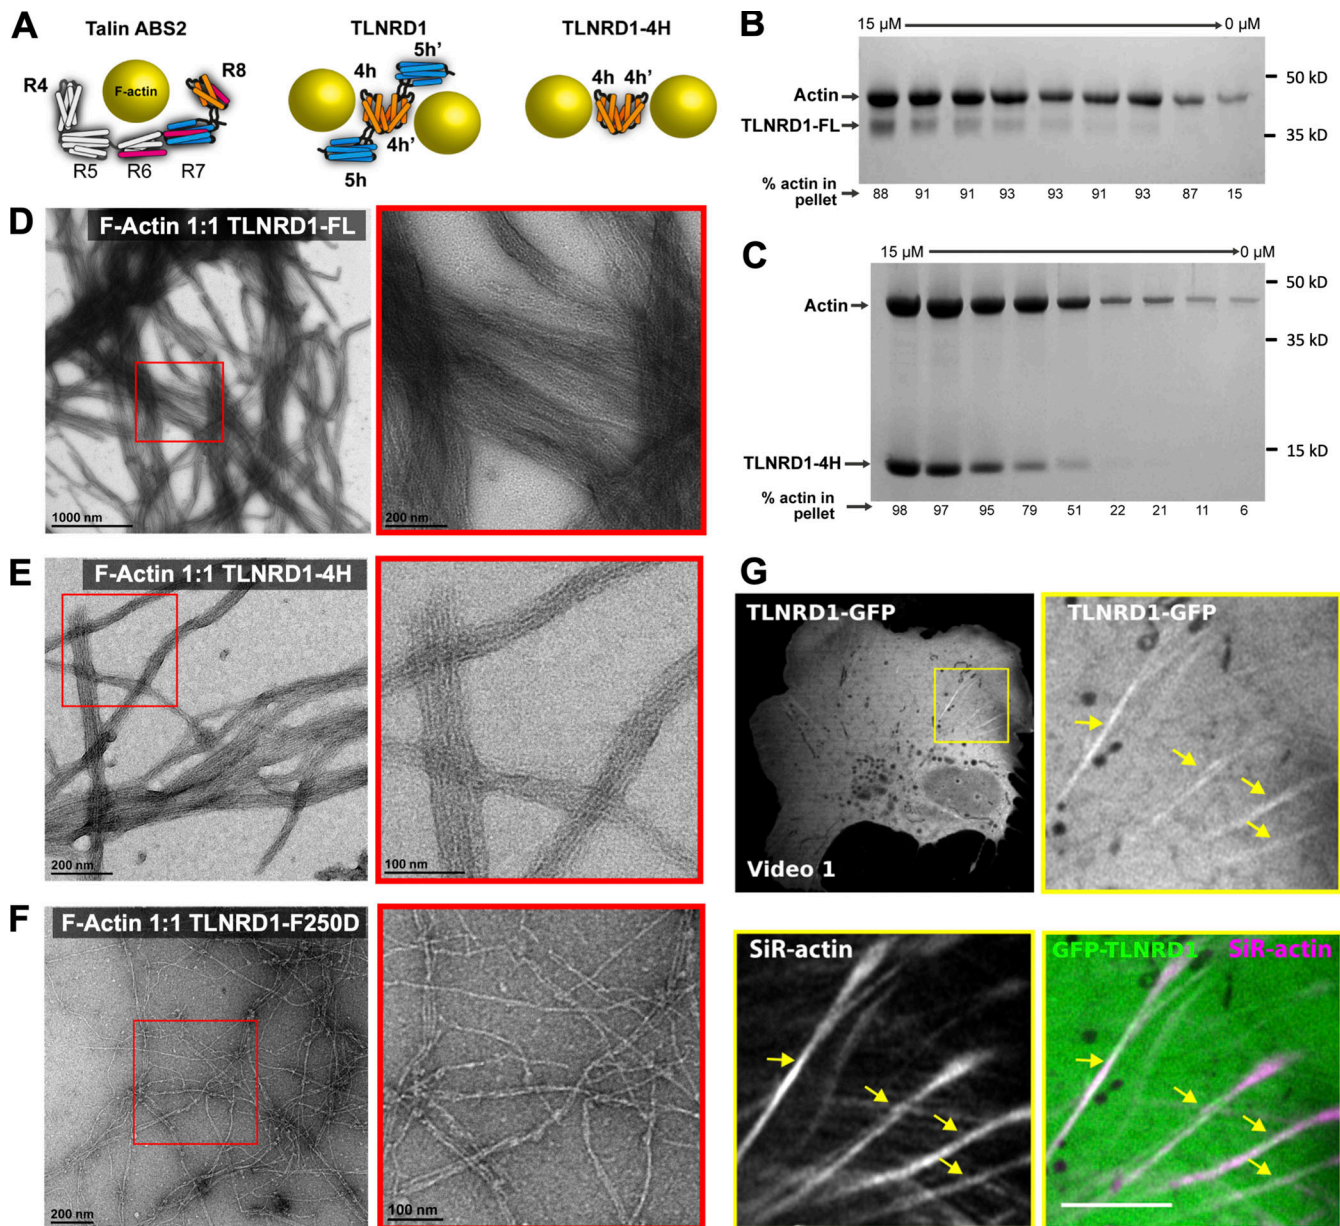 A
Talin ABS2
R4
F-actin
R8
R5
R6
R7
TLNRD1
5h'
4h
4h'
5h
TLNRD1-4H
4h 4h'
B
15 µM
0 µM
Actin
TLNRD1-FL
50 kD
35 kD
% actin in
pellet
88 91 91 93 93 91 93 87 15
C
15 µM
0 µM
Actin
50 kD
35 kD
TLNRD1-4H
15 kD
% actin in
pellet
98 97 95 79 51 22 21 11 6
D
F-Actin 1:1 TLNRD1-FL
1000 nm
200 nm
E
F-Actin 1:1 TLNRD1-4H
200 nm
100 nm
F
F-Actin 1:1 TLNRD1-F250D
200 nm
100 nm
G
TLNRD1-GFP
Video 1
TLNRD1-GFP
SiR-actin
GFP-TLNRD1 SiR-actin